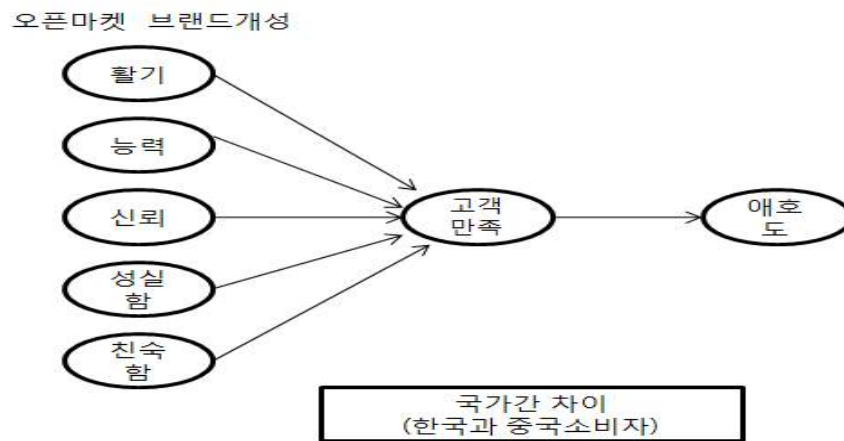 오픈마켓 브랜드개성
활기
능력
신뢰
성실
함
친숙
함
고객
만족
애호
도
국가간 차이
(한국과 중국소비자)